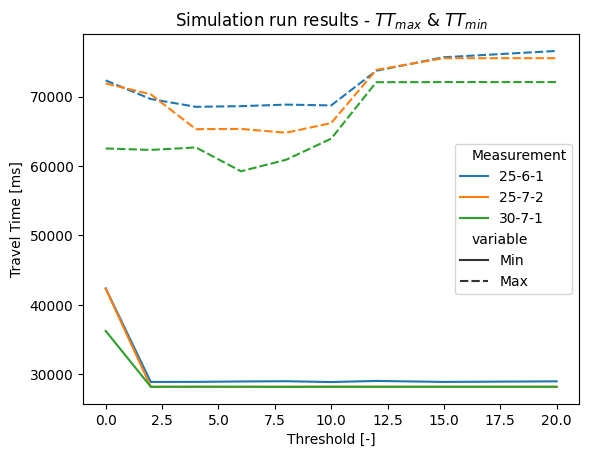 Simulation run results - TT_max & TT_min
Travel Time [ms]
70000
60000
50000
40000
30000
Measurement
25-6-1
25-7-2
30-7-1
variable
Min
Max
0.0 2.5 5.0 7.5 10.0 12.5 15.0 17.5 20.0
Threshold [-]